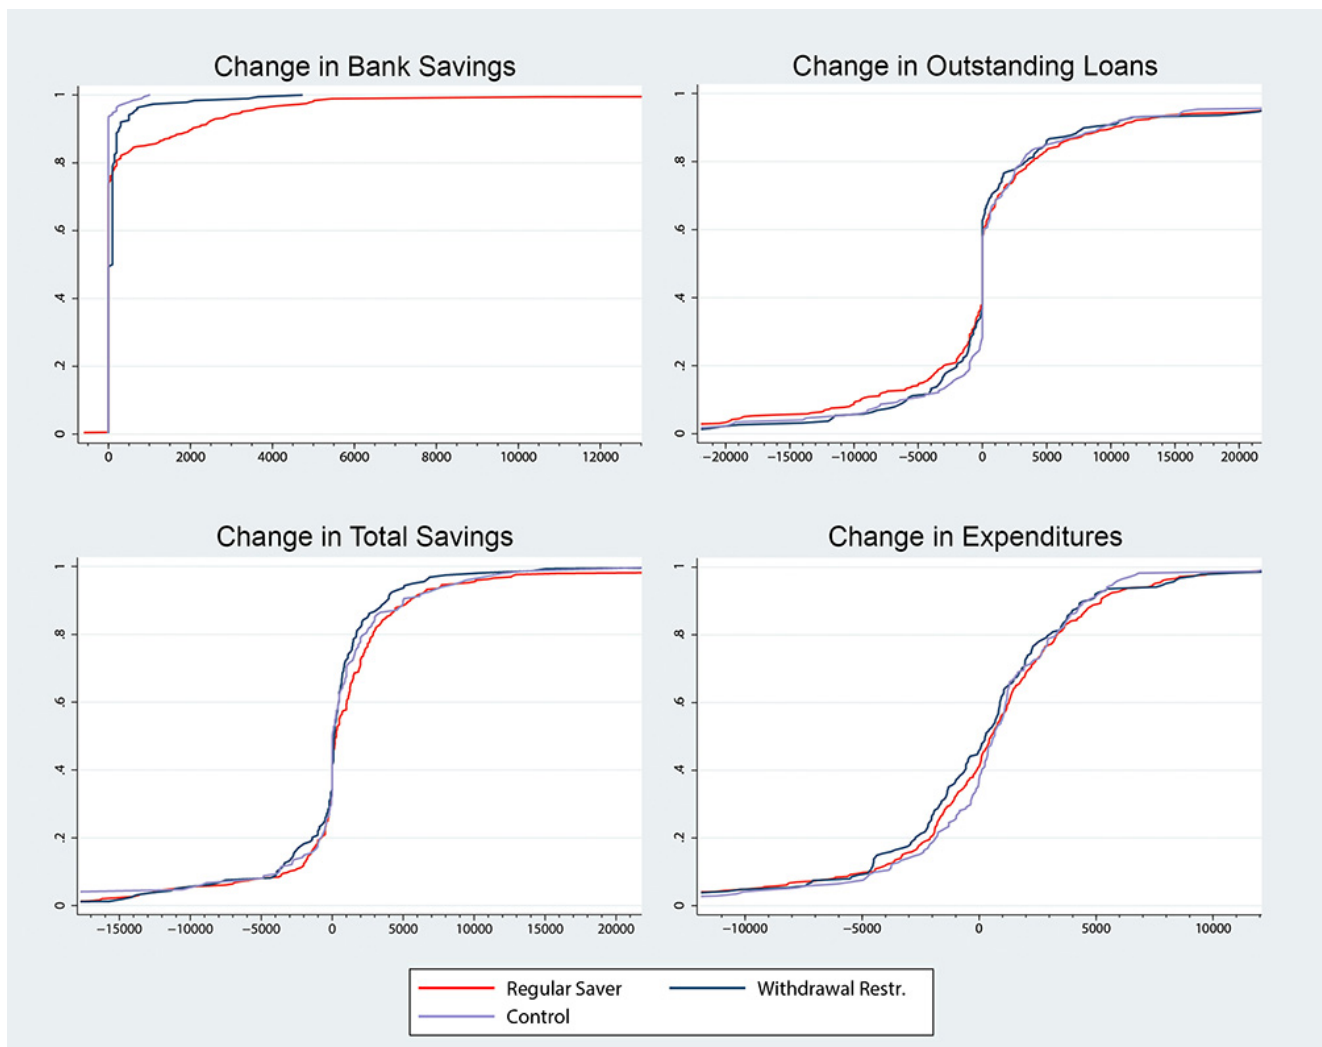 Change in Bank Savings
1
.8
.6
.4
.2
0
0 2000 4000 6000 8000 10000 12000
Change in Outstanding Loans
1
.8
.6
.4
.2
0
−20000 −15000 −10000 −5000 0 5000 10000 15000 20000
Change in Total Savings
1
.8
.6
.4
.2
0
−15000 −10000 −5000 0 5000 10000 15000 20000
Change in Expenditures
1
.8
.6
.4
.2
0
−10000 −5000 0 5000 10000
Regular Saver Withdrawal Restr.
Control